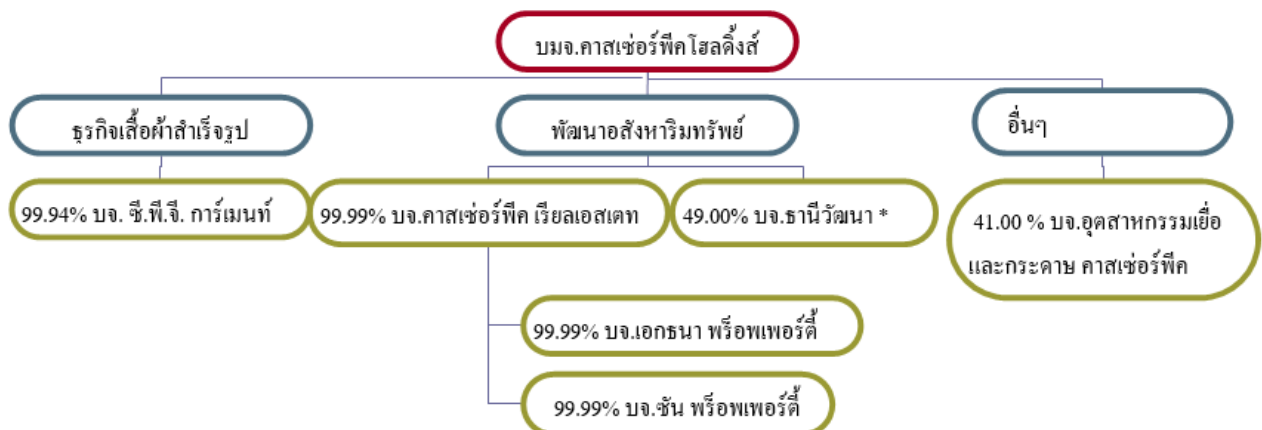 บมจ.คาสเซ่อร์พีคโฮลดิ้งส์
ธุรกิจเสื้อผ้าสำเร็จรูป
พัฒนาอสังหาริมทรัพย์
อื่นๆ
99.94% บจ. ซี.พี.จี. การ์เมนท์
99.99% บจ.คาสเซ่อร์พีค เรียลเอสเตท
49.00% บจ.ธานีวัฒนา *
41.00 % บจ.อุตสาหกรรมเยื่อ
และกระดาษ คาสเซ่อร์พีค
99.99% บจ.เอกธนา พร็อพเพอร์ตี้
99.99% บจ.ซัน พร็อพเพอร์ตี้